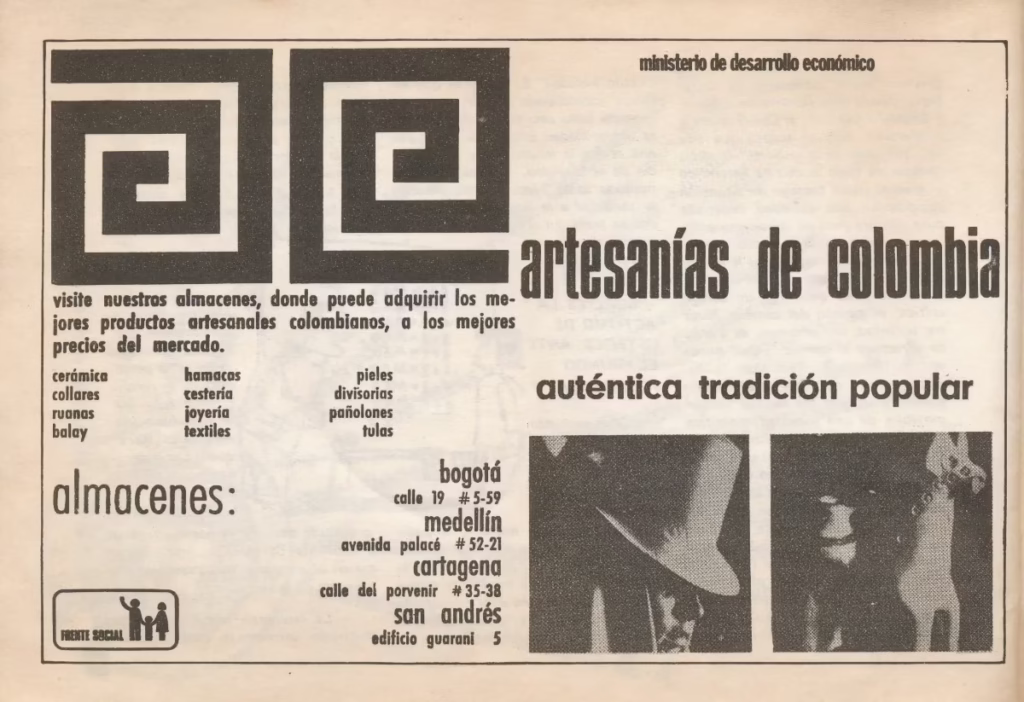 ministerio de desarrollo económico
artesanías de colombia
auténtica tradición popular
visite nuestros almacenes, donde puede adquirir los me-
jores productos artesanales colombianos, a los mejores
precios del mercado.
cerámica hamacas pieles
collares cestería divisorias
ruanas joyería pañolones
balay textiles tulas
almacenes:
bogotá
calle 19 # 5-59
medellín
avenida palacé # 52-21
cartagena
calle del porvenir # 35-38
san andrés
edificio guarani 5
FRENTE SOCIAL